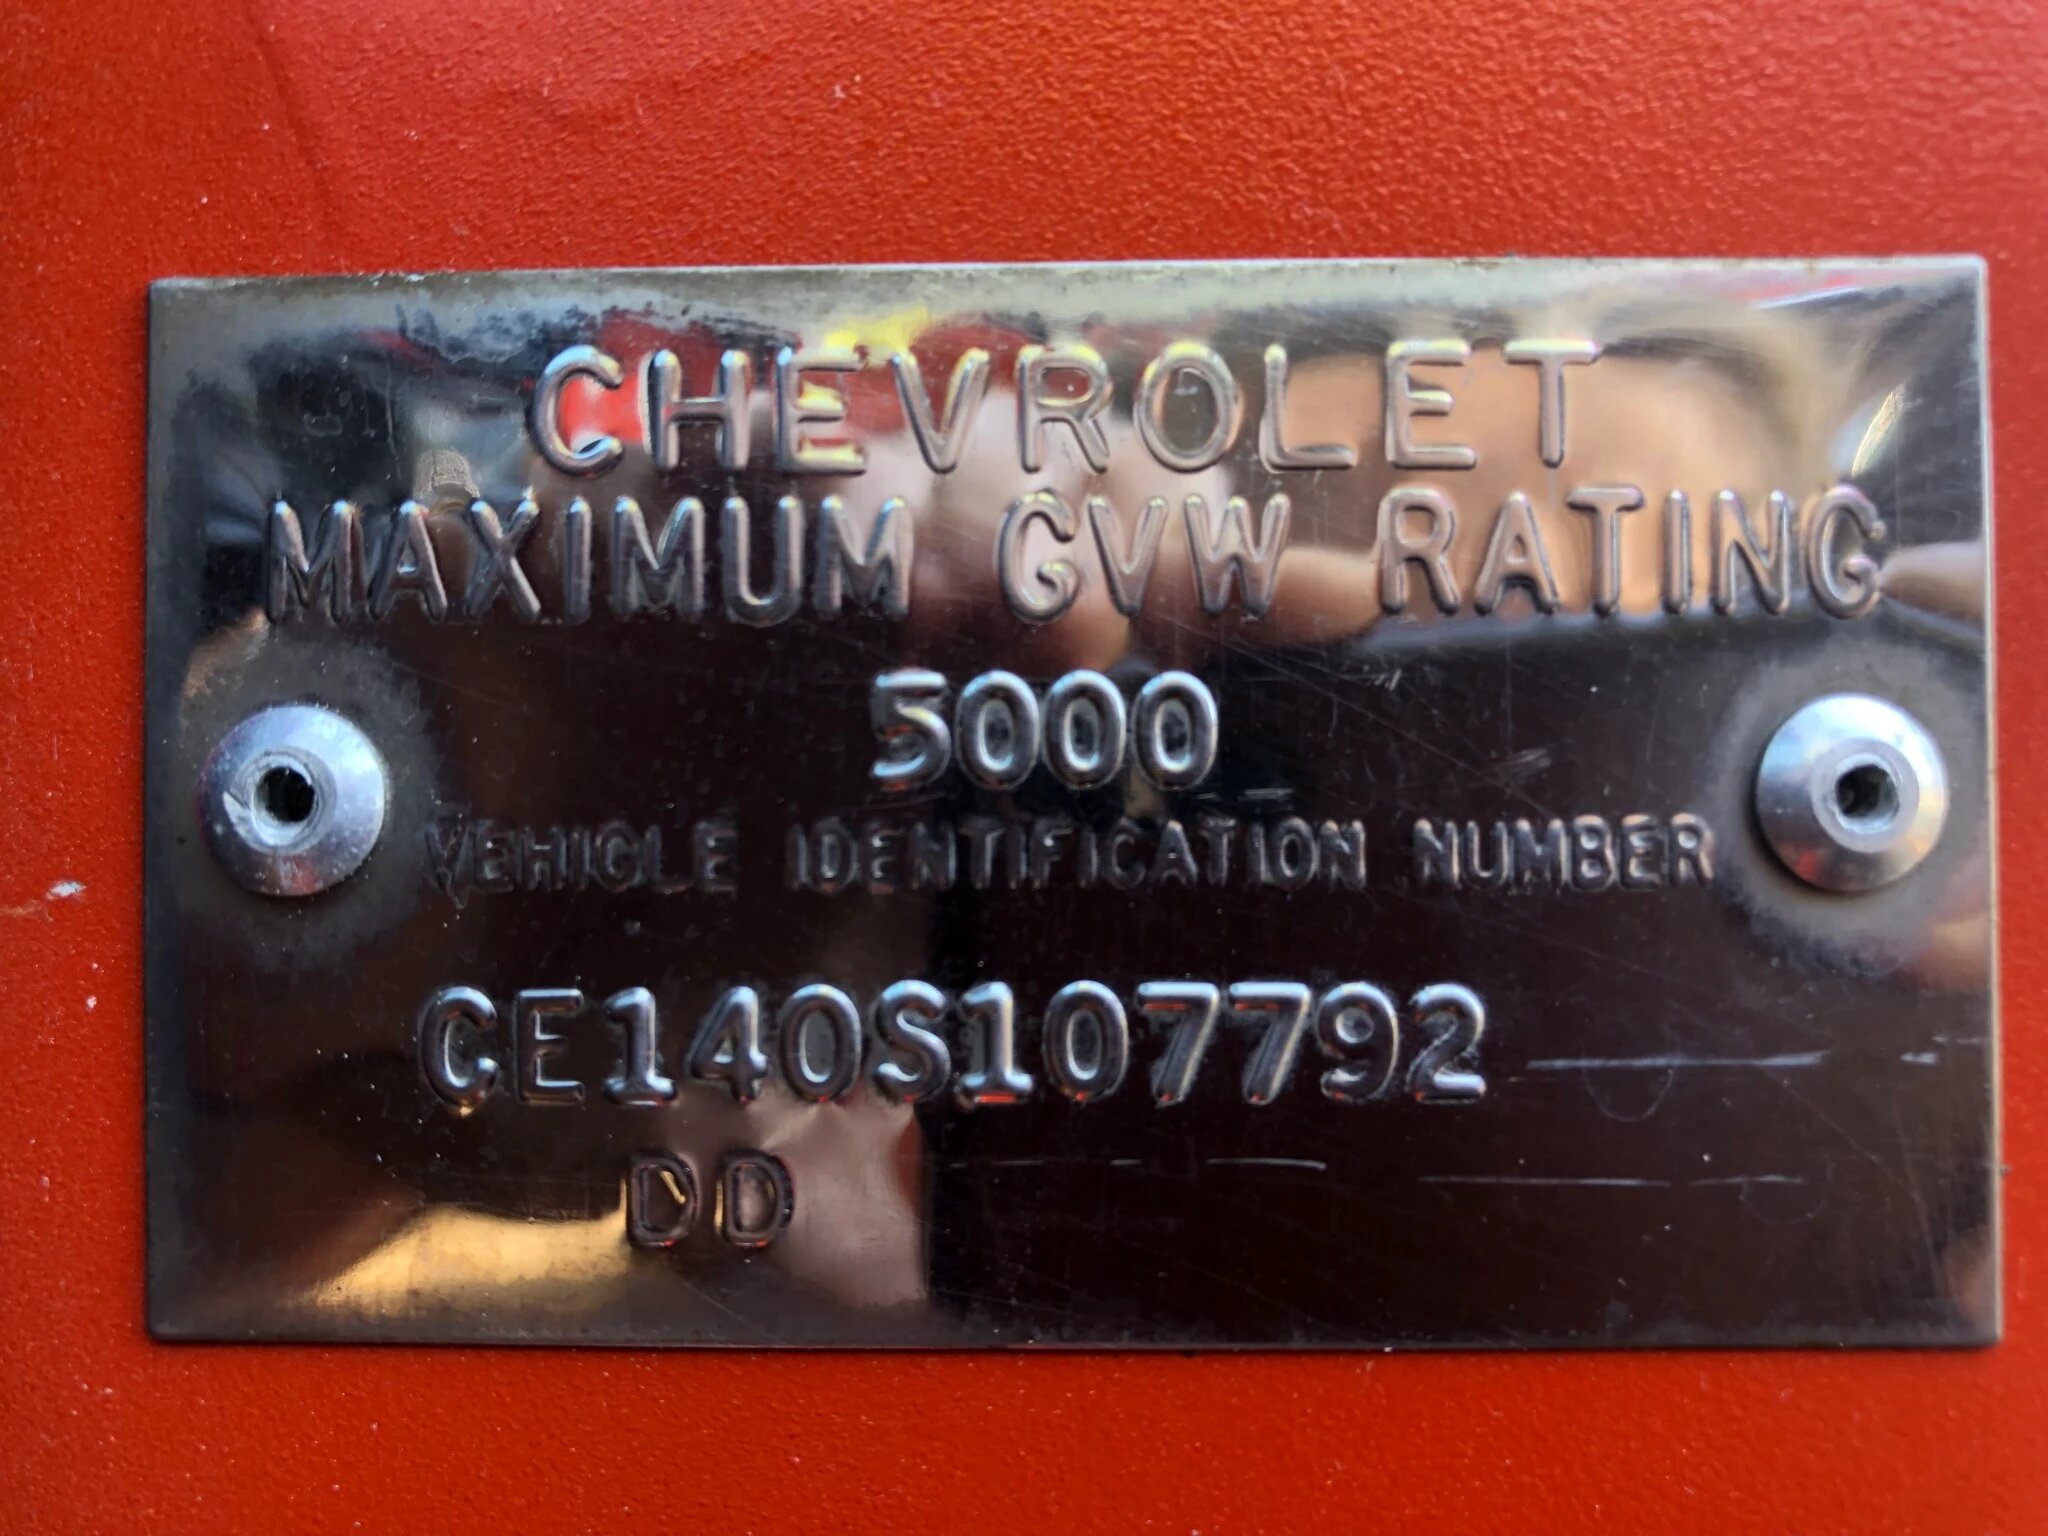 CHEVROLET
MAXIMUM GVW RATING
5000
VEHICLE IDENTIFICATION NUMBER
CE140S107792
DD